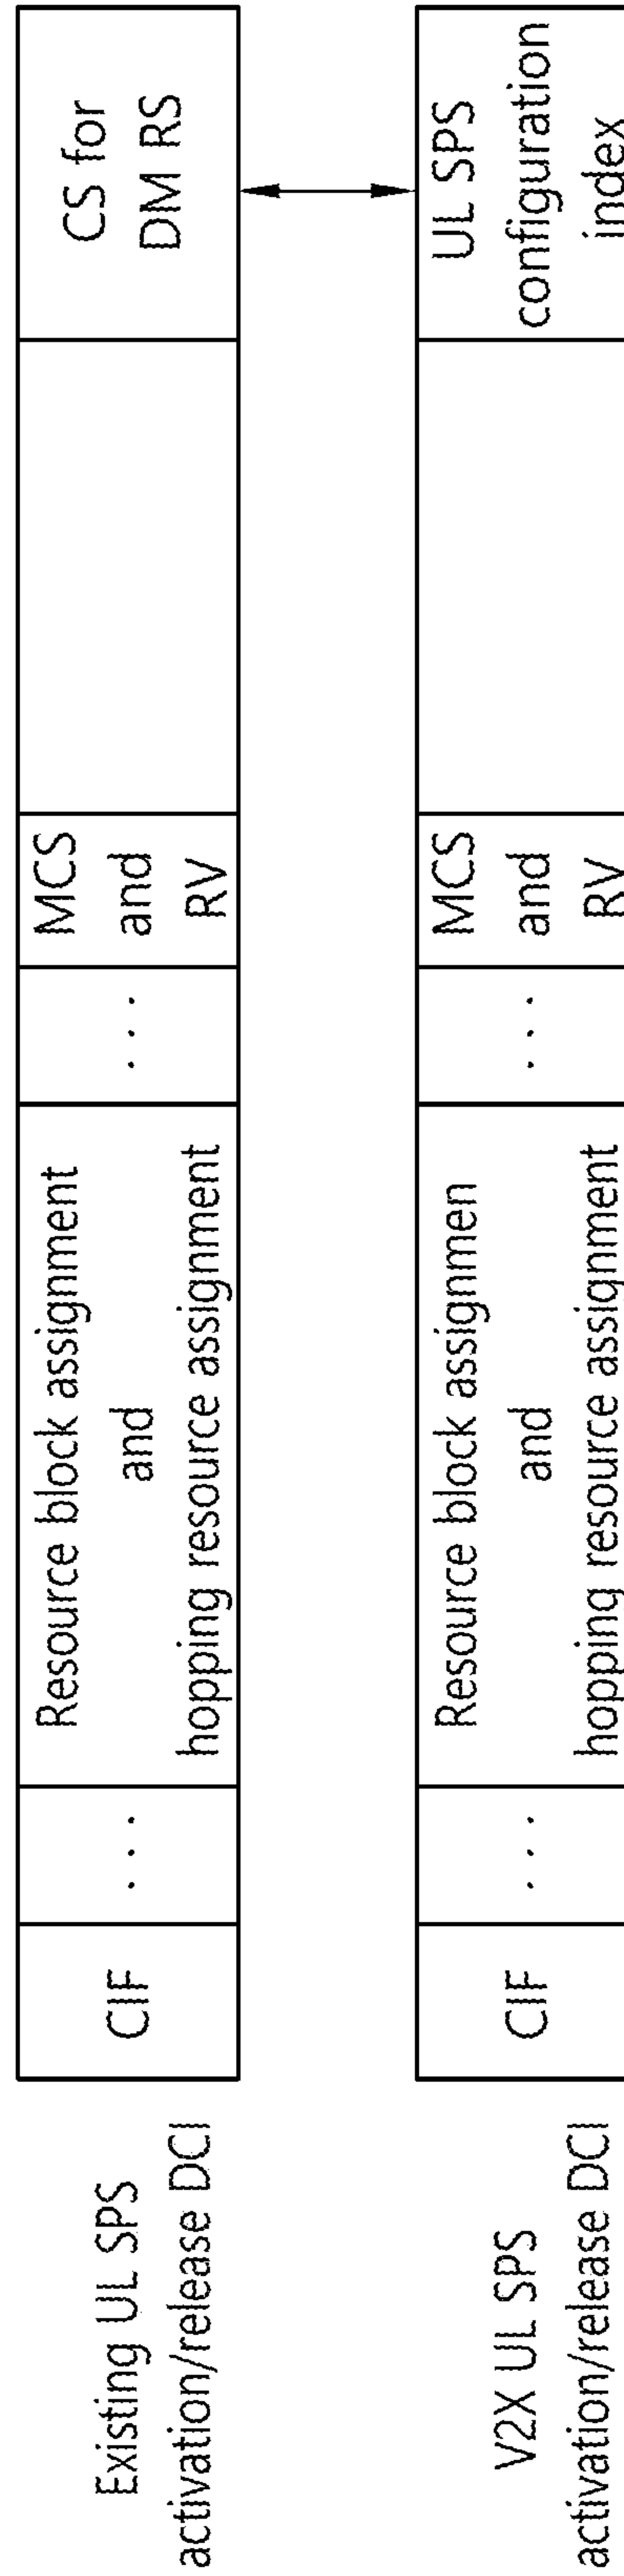 Existing UL SPS
activation/release DCI
CIF
...
Resource block assignment
and
hopping resource assignment
...
MCS
and
RV
CS for
DM RS
V2X UL SPS
activation/release DCI
CIF
...
Resource block assignmen
and
hopping resource assignment
...
MCS
and
RV
UL SPS
configuration
index